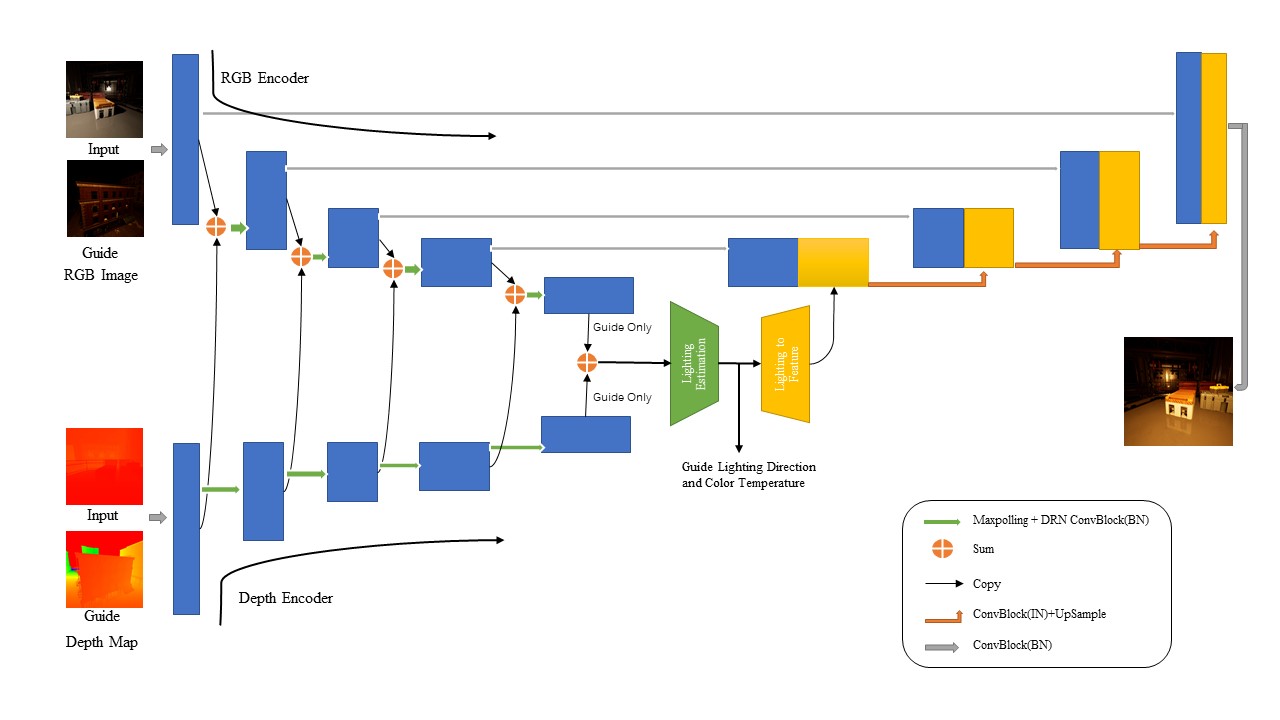 RGB Encoder
Input
Guide
RGB Image
Guide Only
Lighting
Estimation
Lighting to
Feature
Guide Only
Guide Lighting Direction
and Color Temperature
Input
Guide
Depth Map
Depth Encoder
Maxpolling + DRN ConvBlock(BN)
Sum
Copy
ConvBlock(IN)+UpSample
ConvBlock(BN)